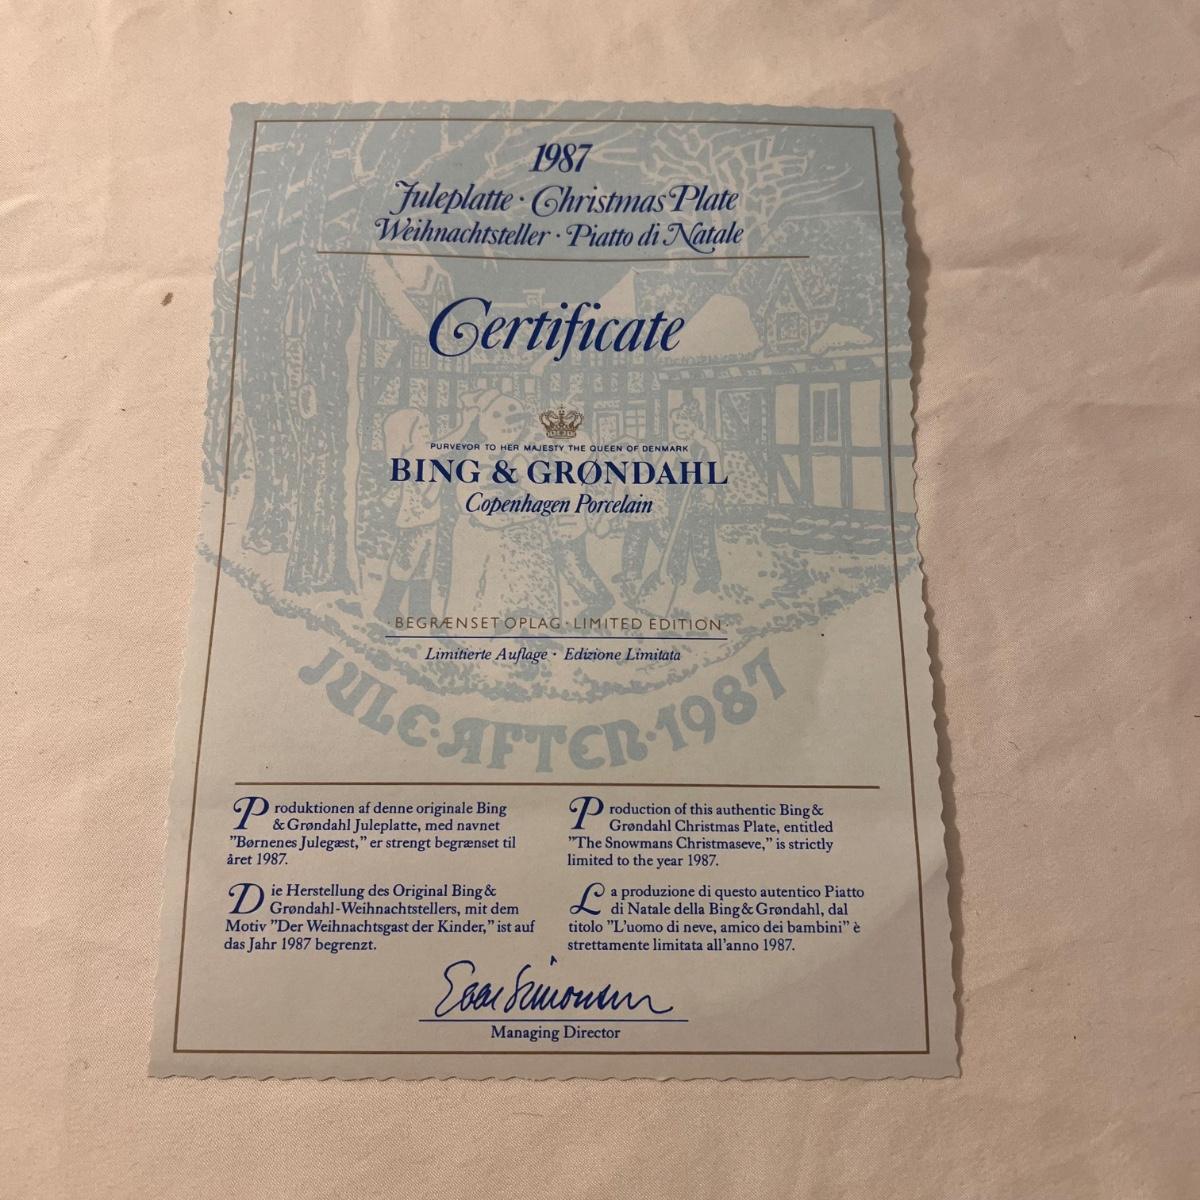 1987
Juleplatte · Christmas Plate
Weihnachtsteller · Piatto di Natale
Certificate
PURVEYOR TO HER MAJESTY THE QUEEN OF DENMARK
BING & GRØNDAHL
Copenhagen Porcelain
· BEGRÆNSET OPLAG · LIMITED EDITION ·
Limitierte Auflage · Edizione Limitata
JULE·AFTEN·1987
Produktionen af denne originale Bing
& Grøndahl Juleplatte, med navnet
"Børnenes Julegæst," er strengt begrænset til
året 1987.
Production of this authentic Bing &
Grøndahl Christmas Plate, entitled
"The Snowmans Christmaseve," is strictly
limited to the year 1987.
Die Herstellung des Original Bing &
Grøndahl-Weihnachtstellers, mit dem
Motiv "Der Weihnachtsgast der Kinder," ist auf
das Jahr 1987 begrenzt.
La produzione di questo autentico Piatto
di Natale della Bing & Grøndahl, dal
titolo "L'uomo di neve, amico dei bambini" è
strettamente limitata all'anno 1987.
Managing Director